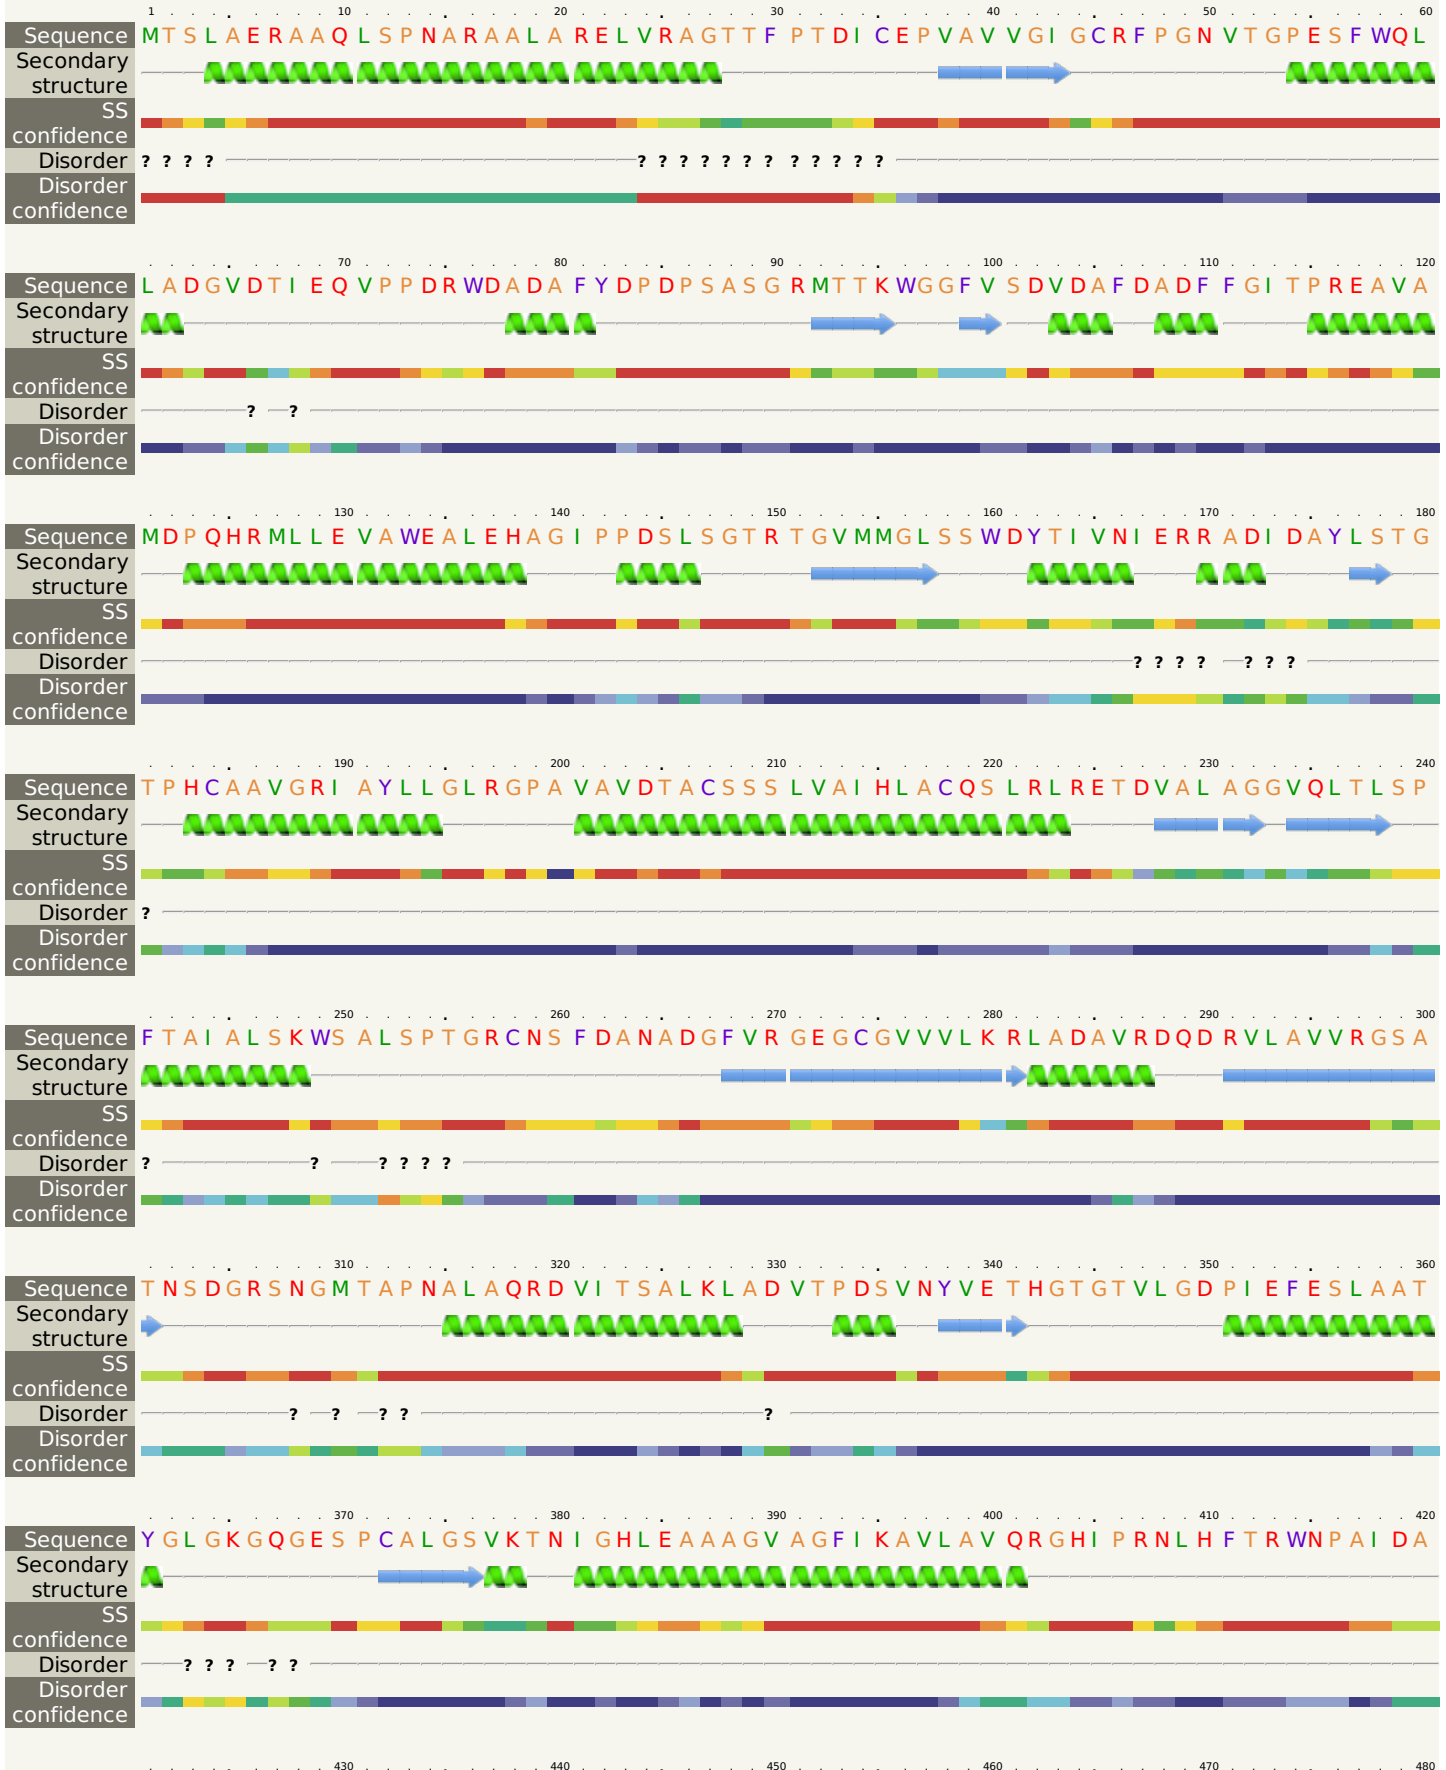 1 . . . . . . . 10 . . . . . . . . . 20 . . . . . . . . . 30 . . . . . . . . . 40 . . . . . . . . . 50 . . . . . . . . . 60
Sequence MTSLAERAAQLSPNARAALARELVRAGTTFPTDICEPVAVVGIGCRFPGNVTGPESFWQL
Secondary
structure
SS
confidence
Disorder ? ? ? ? ? ? ? ? ? ? ? ? ? ? ? ?
Disorder
confidence
. . . . . . . . . 70 . . . . . . . . . 80 . . . . . . . . . 90 . . . . . . . . . 100 . . . . . . . . . 110 . . . . . . . . . 120
Sequence LADGVDTIEQVPPDRWDADAFYDPDPSASGRMTTKWGGFVSDVDAFDADFFGITPREAVA
Secondary
structure
SS
confidence
Disorder ? ?
Disorder
confidence
. . . . . . . . . 130 . . . . . . . . . 140 . . . . . . . . . 150 . . . . . . . . . 160 . . . . . . . . . 170 . . . . . . . . . 180
Sequence MDPQHRMLLEVAWEALEHAGIPPDSLSGTRTGVMMGLSSWDYTIVNIERRADIDAYLSTG
Secondary
structure
SS
confidence
Disorder ? ? ? ? ? ? ?
Disorder
confidence
. . . . . . . . . 190 . . . . . . . . . 200 . . . . . . . . . 210 . . . . . . . . . 220 . . . . . . . . . 230 . . . . . . . . . 240
Sequence TPHCAAVGRIAYLLGLRGPAVAVDTACSSSLVAIHLACQSLRLRETDVALAGGVQLTLSP
Secondary
structure
SS
confidence
Disorder ?
Disorder
confidence
. . . . . . . . . 250 . . . . . . . . . 260 . . . . . . . . . 270 . . . . . . . . . 280 . . . . . . . . . 290 . . . . . . . . . 300
Sequence FTAIALSKWSALSPTGRCNSFDANADGFVRGEGCGVVVLKRLADAVRDQDRVLAVVRGSA
Secondary
structure
SS
confidence
Disorder ? ? ? ? ? ?
Disorder
confidence
. . . . . . . . . 310 . . . . . . . . . 320 . . . . . . . . . 330 . . . . . . . . . 340 . . . . . . . . . 350 . . . . . . . . . 360
Sequence TNSDGRSNGMTAPNALAQRDVITSALKLADVTPDSVNYVETHGTGTVLGDPIEFESLAAT
Secondary
structure
SS
confidence
Disorder ? ? ? ? ?
Disorder
confidence
. . . . . . . . . 370 . . . . . . . . . 380 . . . . . . . . . 390 . . . . . . . . . 400 . . . . . . . . . 410 . . . . . . . . . 420
Sequence YGLGKGQGESPCALGSVKTNIGHLEAAAGVAGFIKAVLAVQRGHIPRNLHFTRWNPAIDA
Secondary
structure
SS
confidence
Disorder ? ? ? ? ?
Disorder
confidence
. . . . . . . . . 430 . . . . . . . . . 440 . . . . . . . . . 450 . . . . . . . . . 460 . . . . . . . . . 470 . . . . . . . . . 480